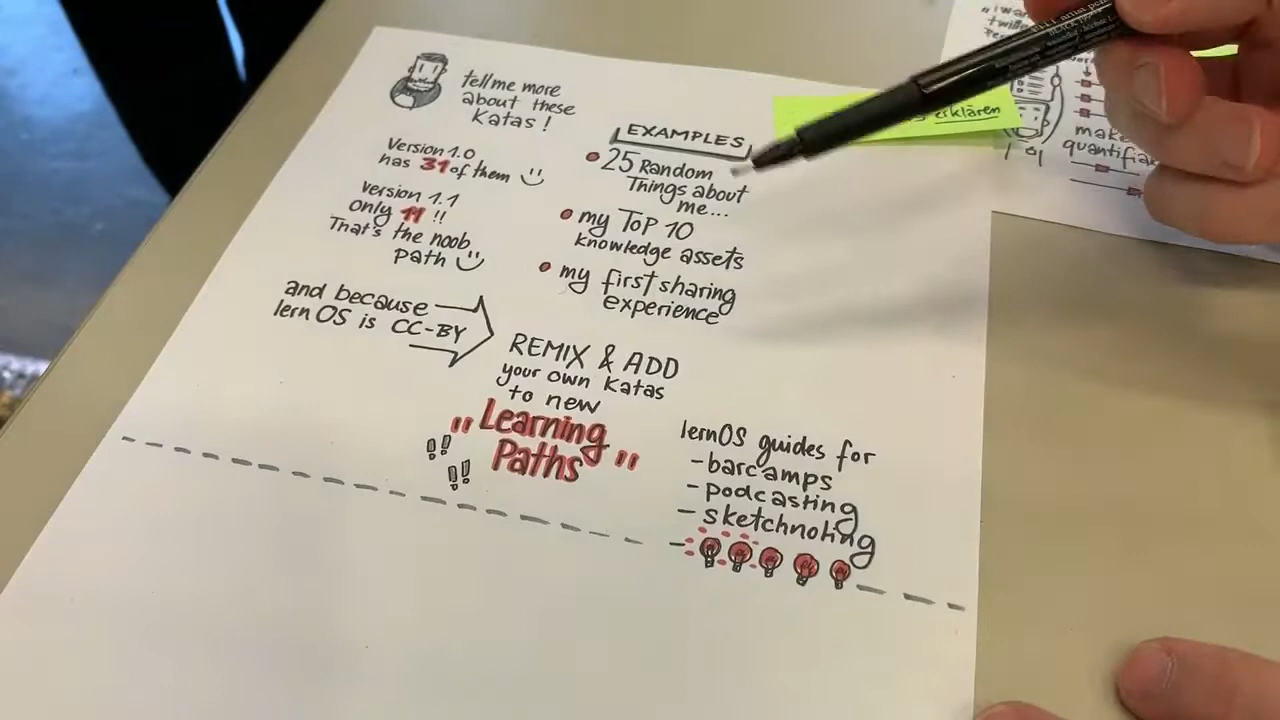 tell me more
about these
Katas!
Version 1.0
has 31 of them
Version 1.1
only 11 !!
That's the noob
path
EXAMPLES
25 Random
Things about
me...
my TOP 10
knowledge assets
my first sharing
experience
and because
lernOS is CC-BY
REMIX & ADD
your own Katas
to new
"Learning
Paths"
lernOS guides for
- barcamps
- podcasting
- sketchnoting
-
erklären
make